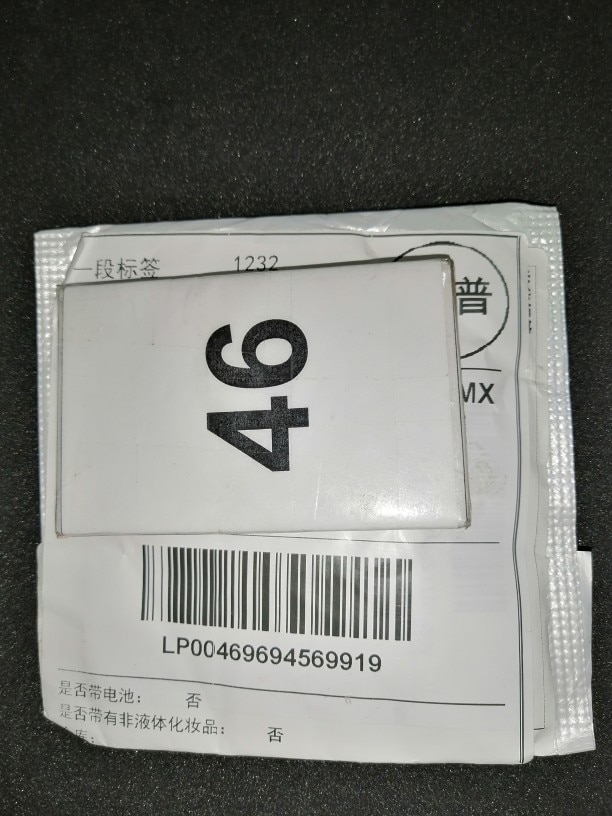 一段标签 1232
普
MX
46
LP00469694569919
是否带电池： 否
是否带有非液体化妆品： 否
库：